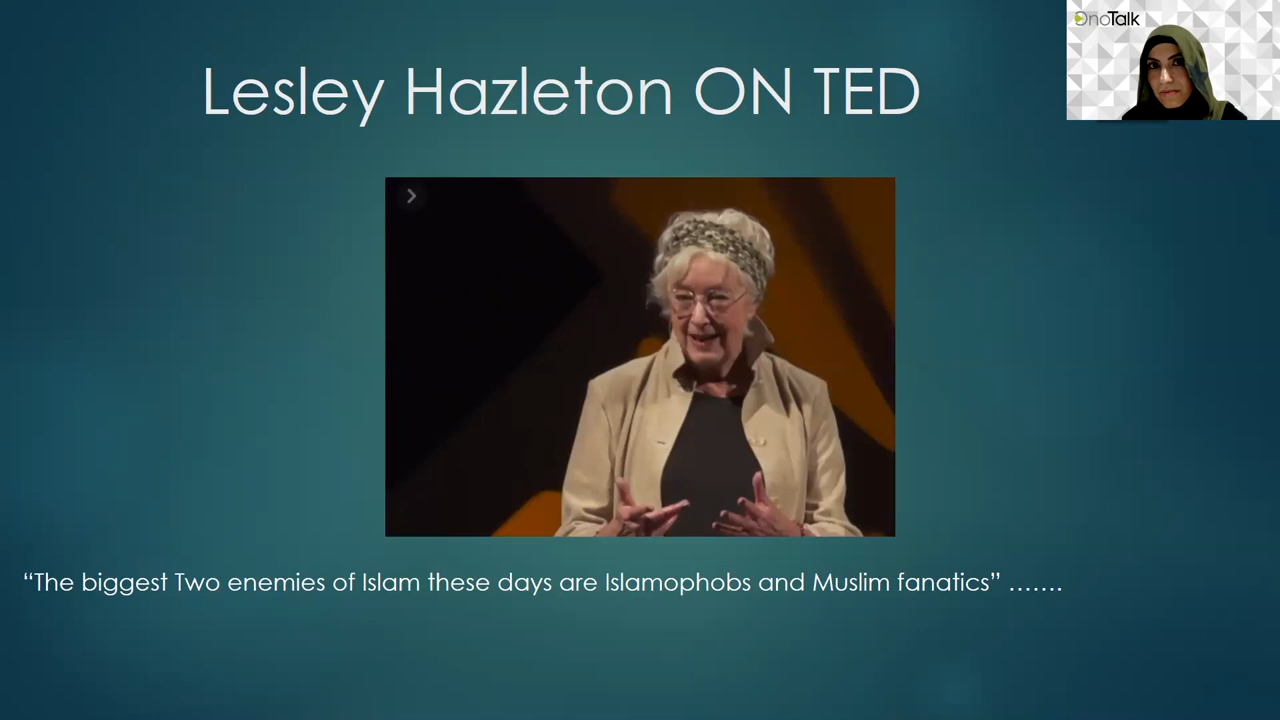 OnoTalk
Lesley Hazleton ON TED
“The biggest Two enemies of Islam these days are Islamophobs and Muslim fanatics” …….